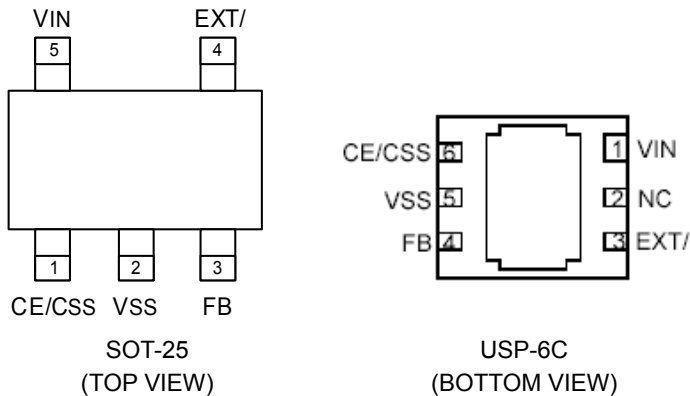 VIN EXT/
5 4
1 2 3
CE/CSS VSS FB
SOT-25
(TOP VIEW)
CE/CSS 6 1 VIN
VSS 5 2 NC
FB 4 3 EXT/
USP-6C
(BOTTOM VIEW)